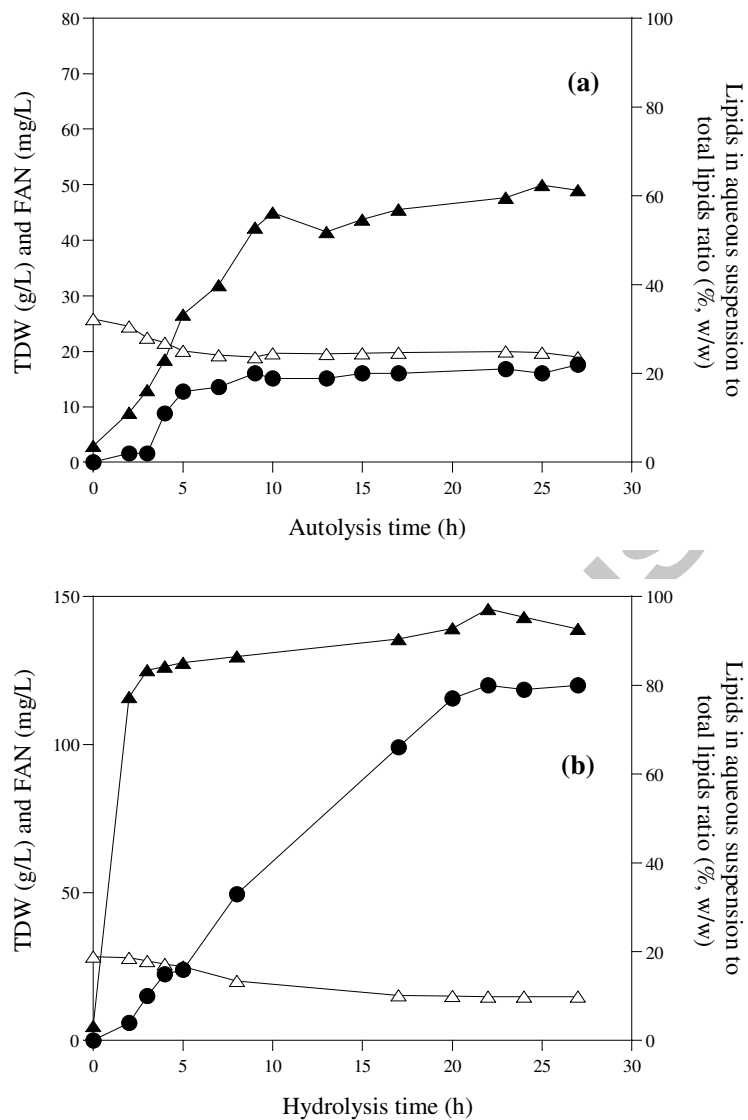 80
70
60
50
40
30
20
10
0
100
80
60
40
20
0
TDW (g/L) and FAN (mg/L)
(a)
Lipids in aqueous suspension to
total lipids ratio (%, w/w)
0 5 10 15 20 25 30
Autolysis time (h)
150
100
50
0
100
80
60
40
20
0
TDW (g/L) and FAN (mg/L)
(b)
Lipids in aqueous suspension to
total lipids ratio (%, w/w)
0 5 10 15 20 25 30
Hydrolysis time (h)